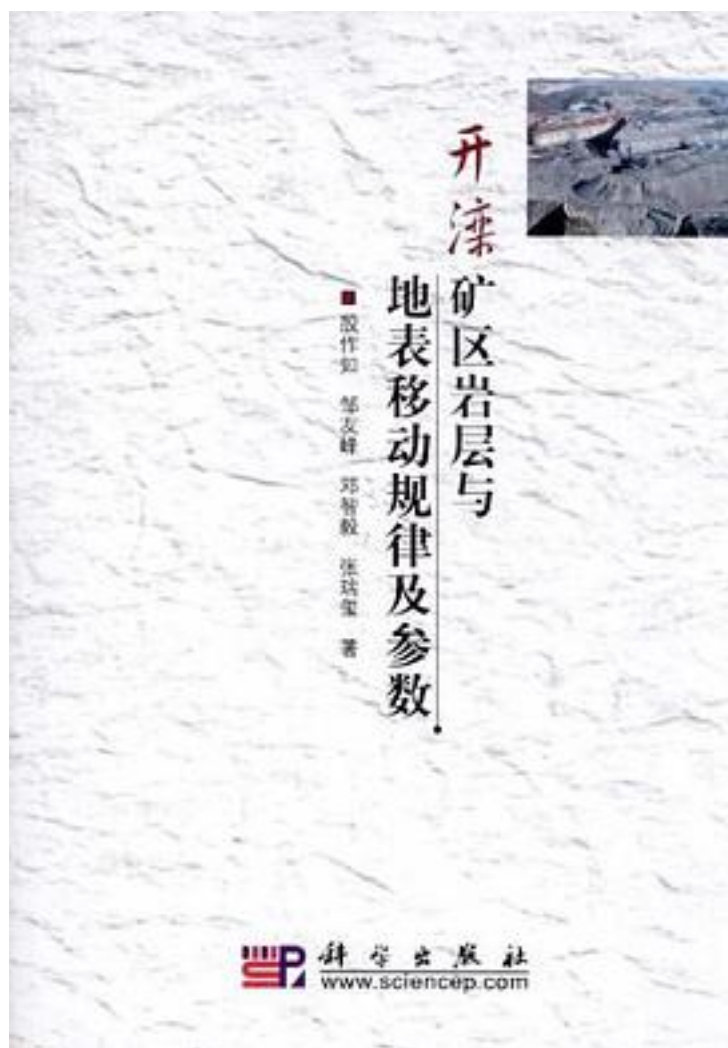 开滦矿区岩层与
地表移动规律及参数
殷作如 邹友峰 邓智毅 张瑞玺 著
科学出版社
www.sciencep.com